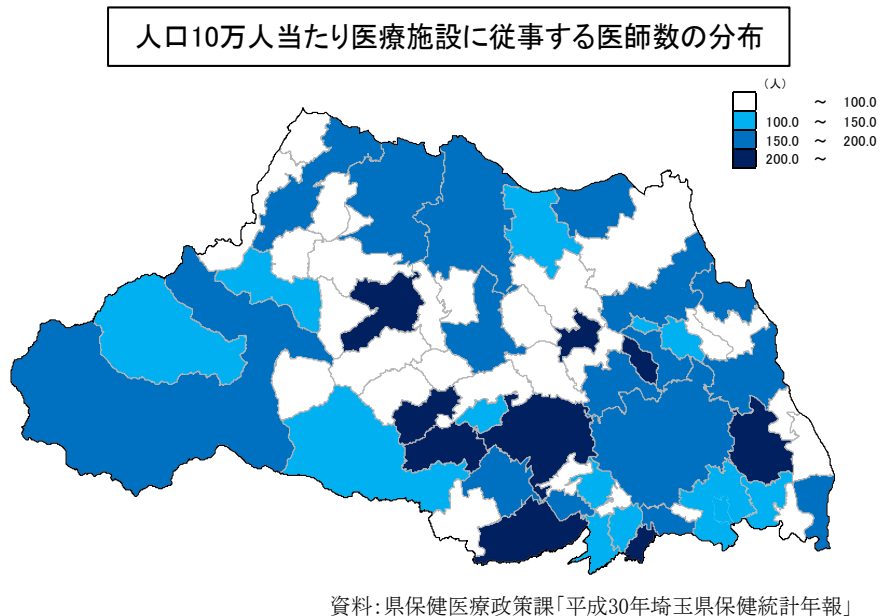 人口10万人当たり医療施設に従事する医師数の分布
（人）
～ 100.0
100.0 ～ 150.0
150.0 ～ 200.0
200.0 ～
資料：県保健医療政策課「平成30年埼玉県保健統計年報」